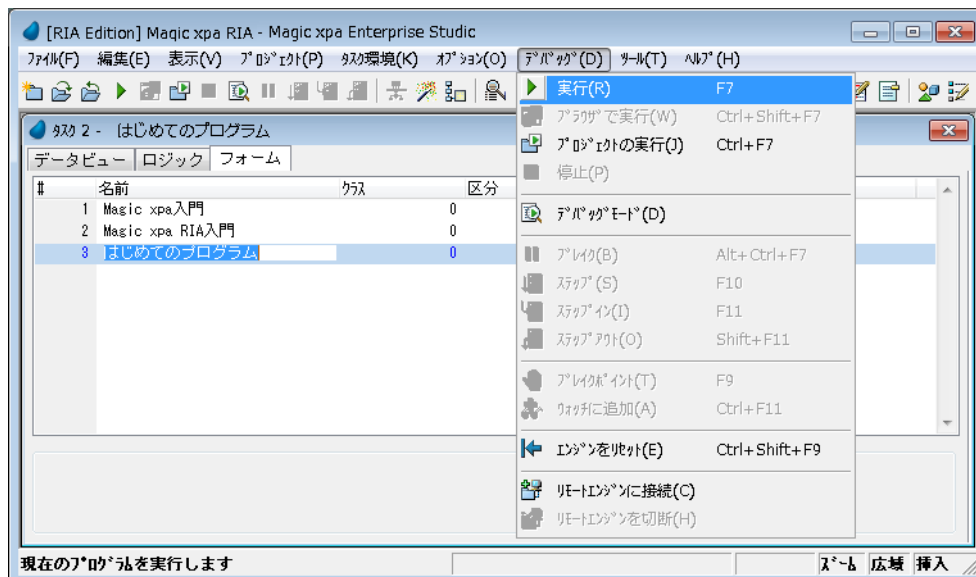 [RIA Edition] Magic xpa RIA - Magic xpa Enterprise Studio
ﾌｧｲﾙ(F) 編集(E) 表示(V) ﾌﾟﾛｼﾞｪｸﾄ(P) ﾀｽｸ環境(K) ｵﾌﾟｼｮﾝ(O) ﾃﾞﾊﾞｯｸﾞ(D) ﾂｰﾙ(T) ﾍﾙﾌﾟ(H)
ﾀｽｸ 2 - はじめてのプログラム
データビュー ロジック フォーム
# 名前 ｸﾗｽ 区分
1 Magic xpa入門 0
2 Magic xpa RIA入門 0
3 はじめてのプログラム 0
実行(R) F7
ﾌﾞﾗｳｻﾞで実行(W) Ctrl+Shift+F7
ﾌﾟﾛｼﾞｪｸﾄの実行(J) Ctrl+F7
停止(P)
ﾃﾞﾊﾞｯｸﾞﾓｰﾄﾞ(D)
ﾌﾞﾚｲｸ(B) Alt+Ctrl+F7
ｽﾃｯﾌﾟ(S) F10
ｽﾃｯﾌﾟｲﾝ(I) F11
ｽﾃｯﾌﾟｱｳﾄ(O) Shift+F11
ﾌﾞﾚｲｸﾎﾟｲﾝﾄ(T) F9
ｳｫｯﾁに追加(A) Ctrl+F11
ｴﾝｼﾞﾝをﾘｾｯﾄ(E) Ctrl+Shift+F9
ﾘﾓｰﾄｴﾝｼﾞﾝに接続(C)
ﾘﾓｰﾄｴﾝｼﾞﾝを切断(H)
現在のﾌﾟﾛｸﾞﾗﾑを実行します ｽﾞｰﾑ 広域 挿入